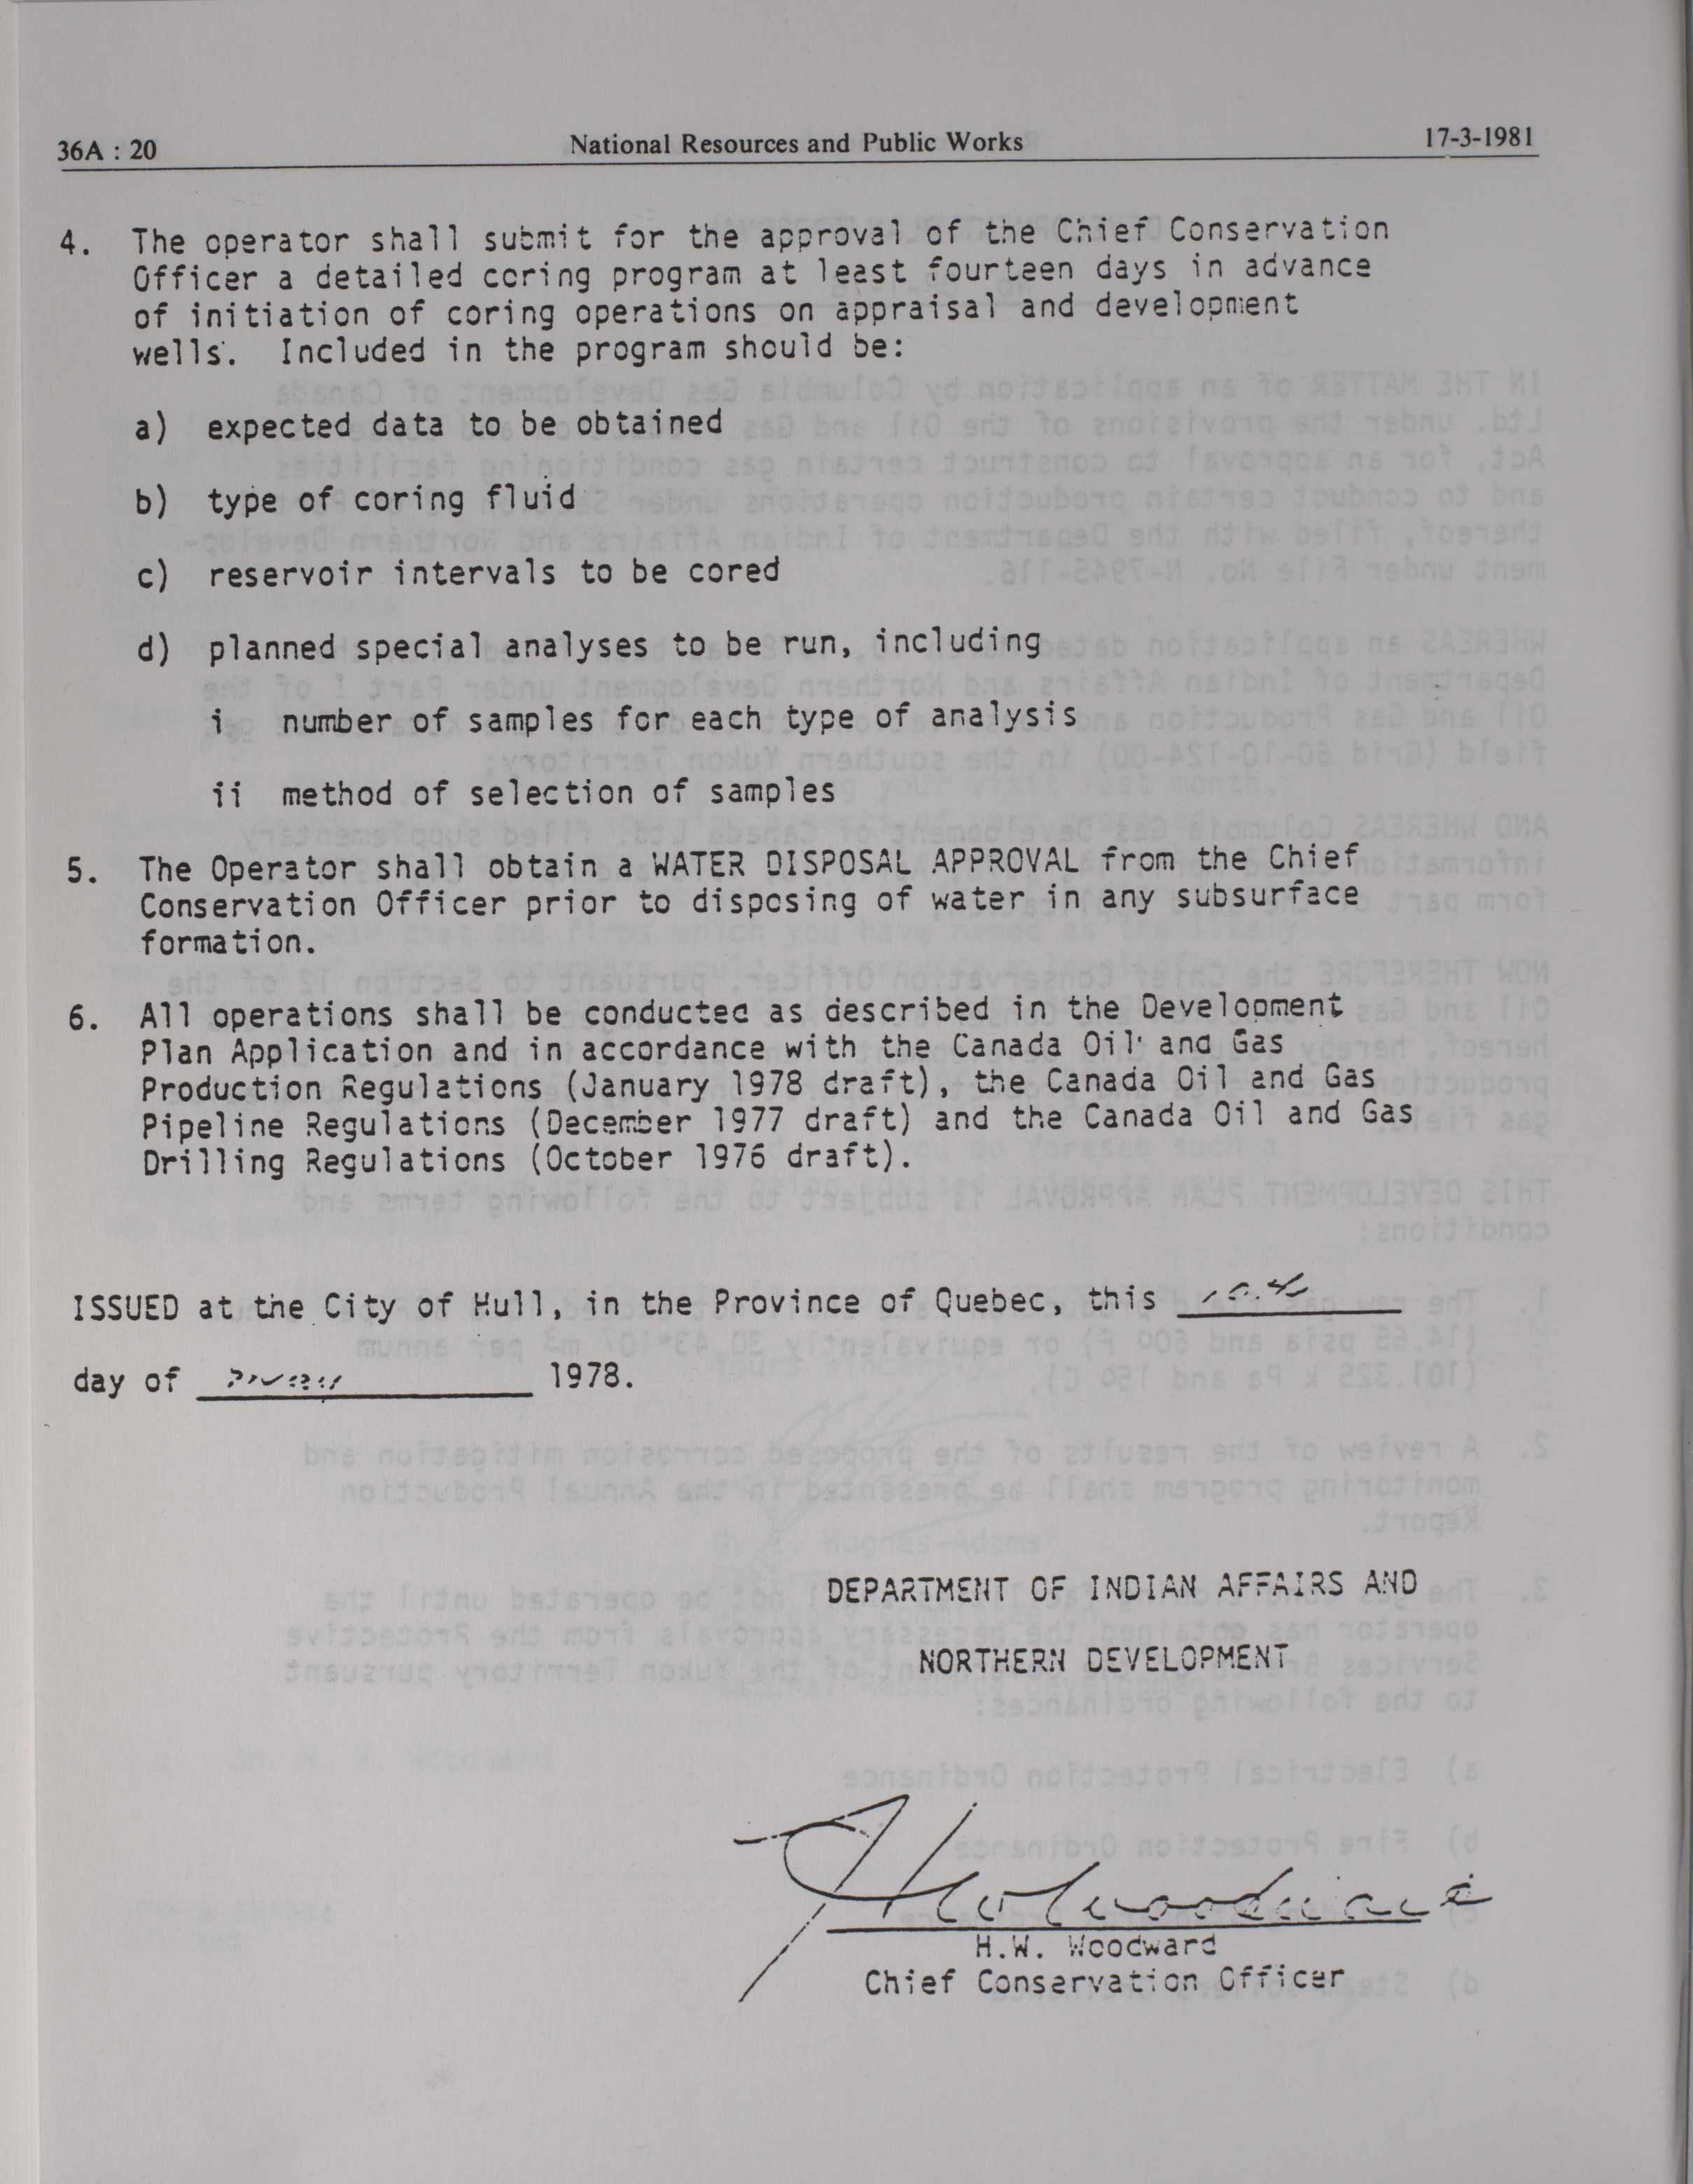 36A : 20 National Resources and Public Works 17-3-1981
4. The operator shall submit for the approval of the Chief Conservation
Officer a detailed coring program at least fourteen days in advance
of initiation of coring operations on appraisal and development
wells. Included in the program should be:
a) expected data to be obtained
b) type of coring fluid
c) reservoir intervals to be cored
d) planned special analyses to be run, including
i number of samples for each type of analysis
ii method of selection of samples
5. The Operator shall obtain a WATER DISPOSAL APPROVAL from the Chief
Conservation Officer prior to disposing of water in any subsurface
formation.
6. All operations shall be conducted as described in the Development
Plan Application and in accordance with the Canada Oil and Gas
Production Regulations (January 1978 draft), the Canada Oil and Gas
Pipeline Regulations (December 1977 draft) and the Canada Oil and Gas
Drilling Regulations (October 1976 draft).
ISSUED at the City of Hull, in the Province of Quebec, this
day of 1978.
DEPARTMENT OF INDIAN AFFAIRS AND
NORTHERN DEVELOPMENT
HWWoodward
H.W. Woodward
Chief Conservation Officer